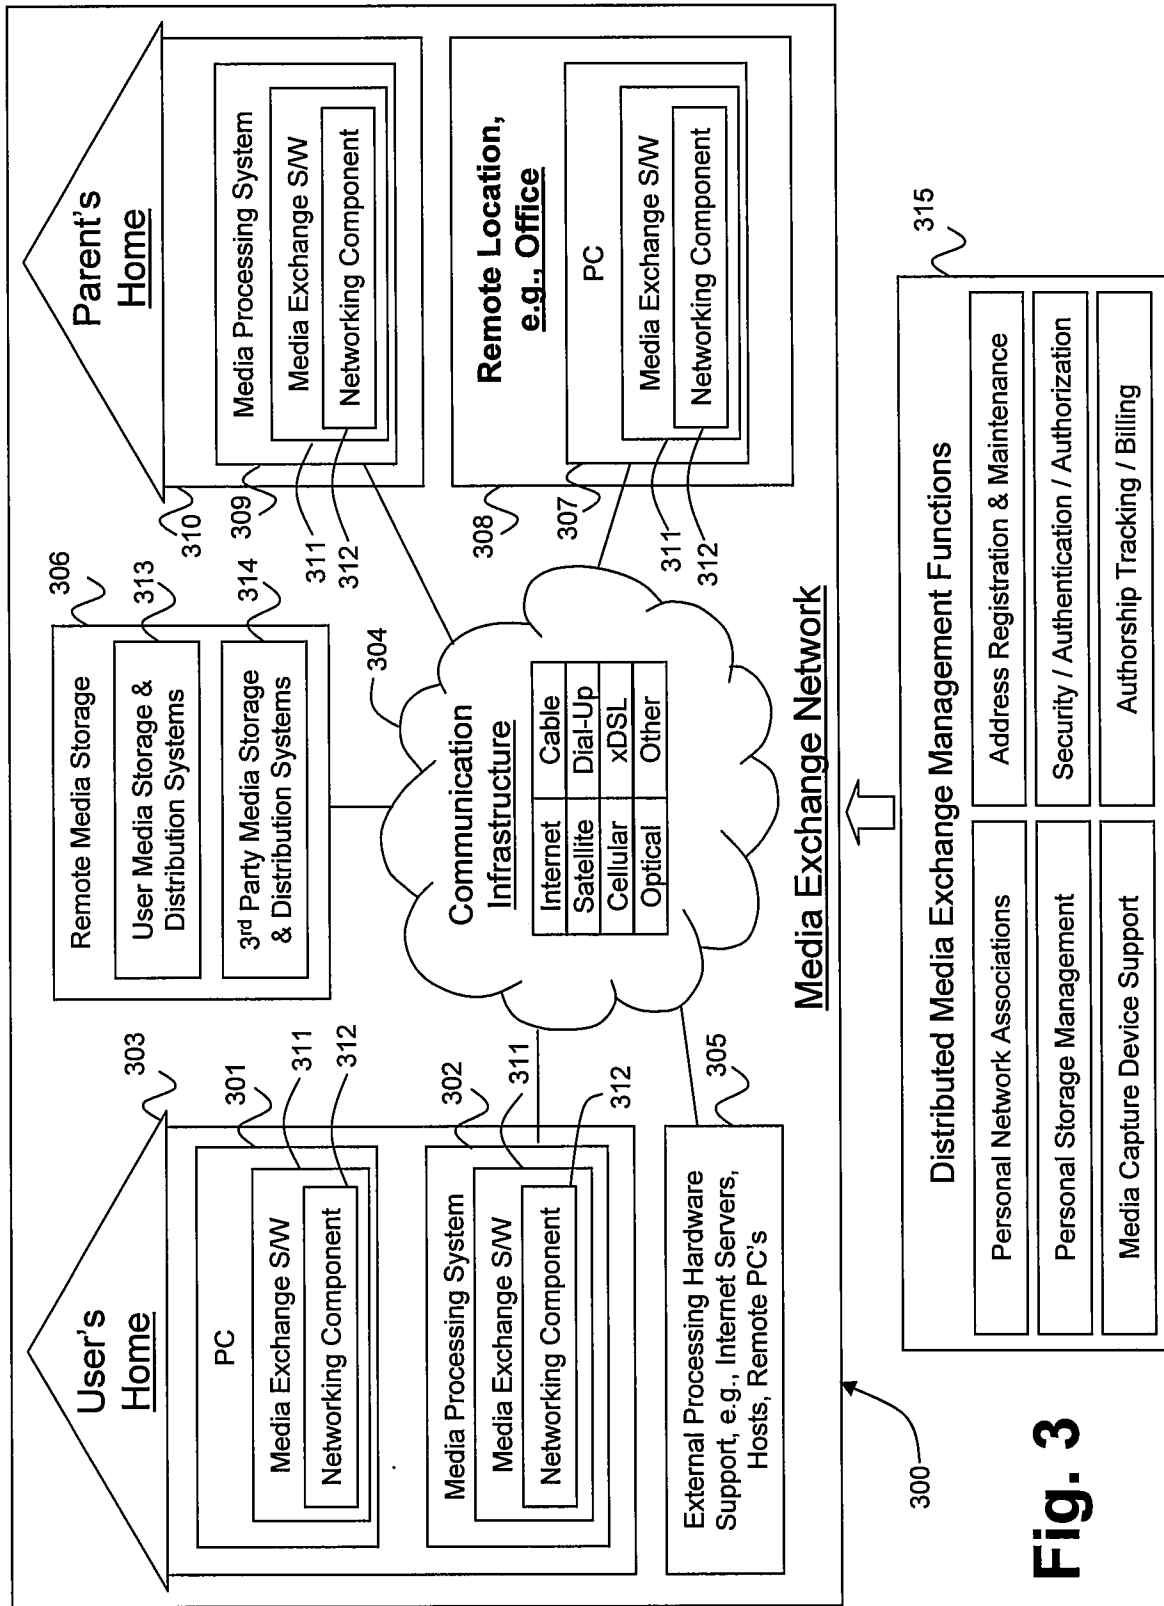 User's
Home
303
PC
301
Media Exchange S/W
311
Networking Component
312
Media Processing System
302
Media Exchange S/W
311
Networking Component
312
External Processing Hardware
Support, e.g., Internet Servers,
Hosts, Remote PC's
305
Remote Media Storage
306
User Media Storage &
Distribution Systems
313
3rd Party Media Storage
& Distribution Systems
314
304
Communication
Infrastructure
Internet Cable
Satellite Dial-Up
Cellular xDSL
Optical Other
Parent's
Home
310
Media Processing System
309
Media Exchange S/W
311
Networking Component
312
Remote Location,
e.g., Office
308
PC
307
Media Exchange S/W
311
Networking Component
312
Media Exchange Network
300
Distributed Media Exchange Management Functions
315
Personal Network Associations
Address Registration & Maintenance
Personal Storage Management
Security / Authentication / Authorization
Media Capture Device Support
Authorship Tracking / Billing
Fig. 3